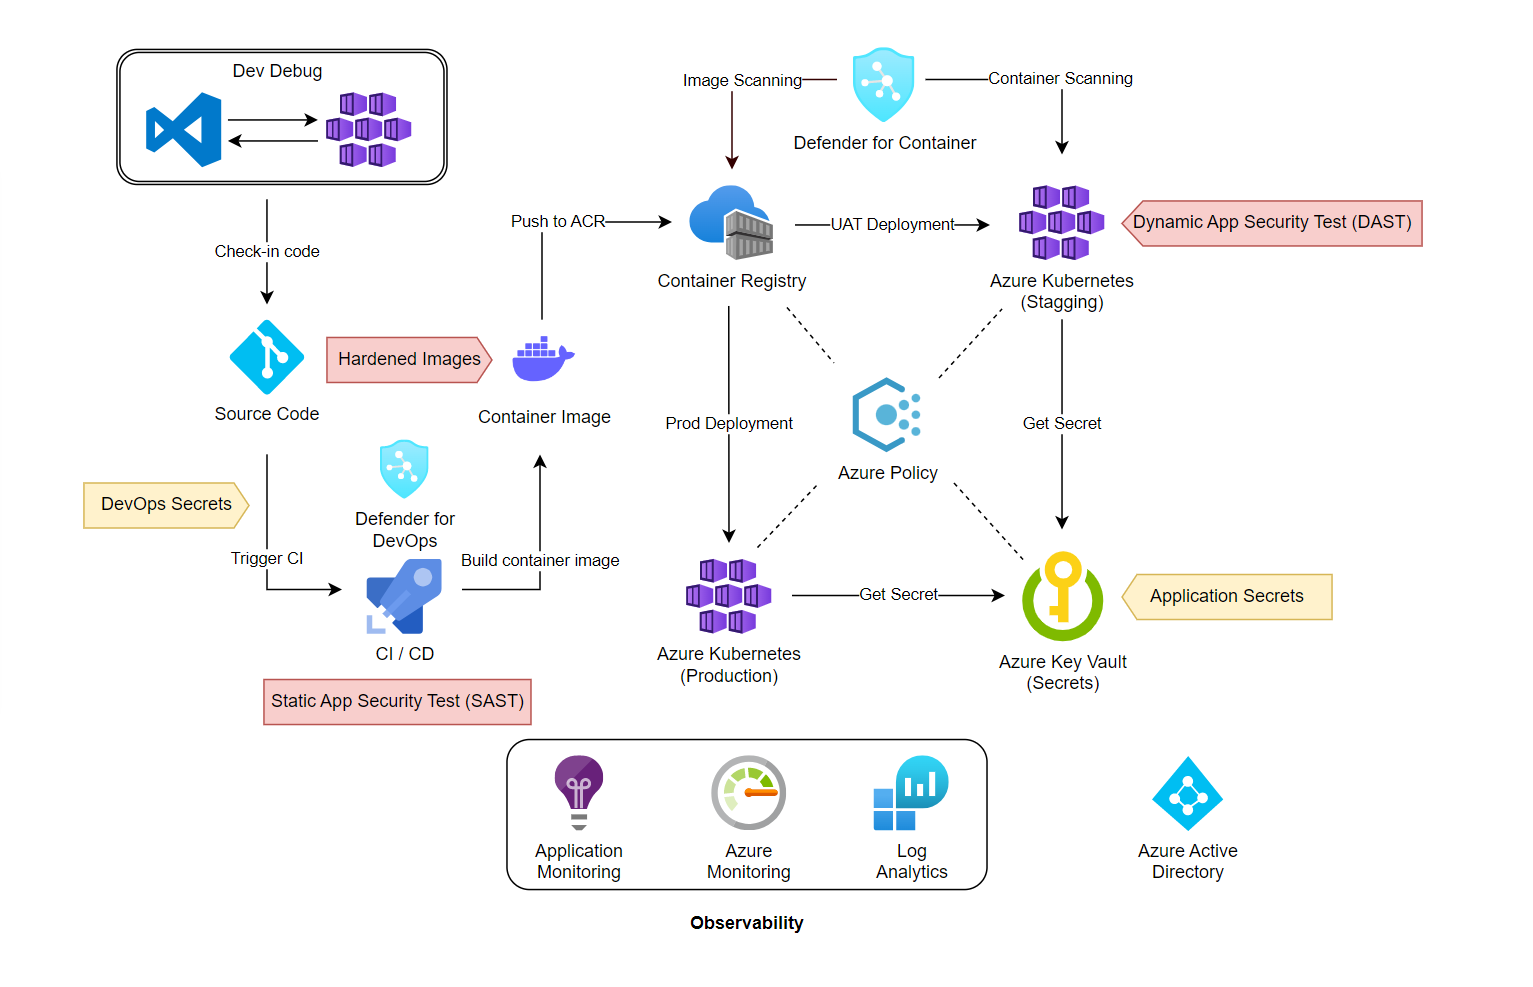 Dev Debug
Image Scanning
Container Scanning
Defender for Container
Push to ACR
UAT Deployment
Dynamic App Security Test (DAST)
Check-in code
Container Registry
Azure Kubernetes
(Stagging)
Hardened Images
Source Code
Container Image
Prod Deployment
Get Secret
Azure Policy
DevOps Secrets
Defender for
DevOps
Trigger CI
Build container image
Get Secret
Application Secrets
CI / CD
Azure Kubernetes
(Production)
Azure Key Vault
(Secrets)
Static App Security Test (SAST)
Application
Monitoring
Azure
Monitoring
Log
Analytics
Azure Active
Directory
Observability